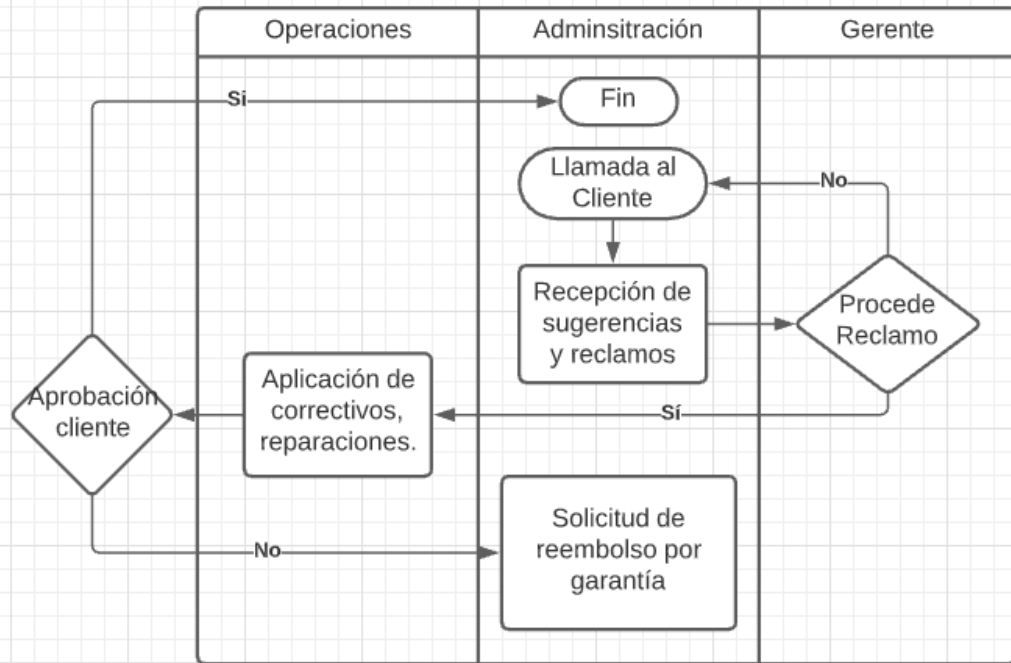 Operaciones
Adminsitración
Gerente
Si
Fin
Llamada al
Cliente
No
Recepción de
sugerencias
y reclamos
Procede
Reclamo
Aprobación
cliente
Aplicación de
correctivos,
reparaciones.
Sí
Solicitud de
reembolso por
garantía
No